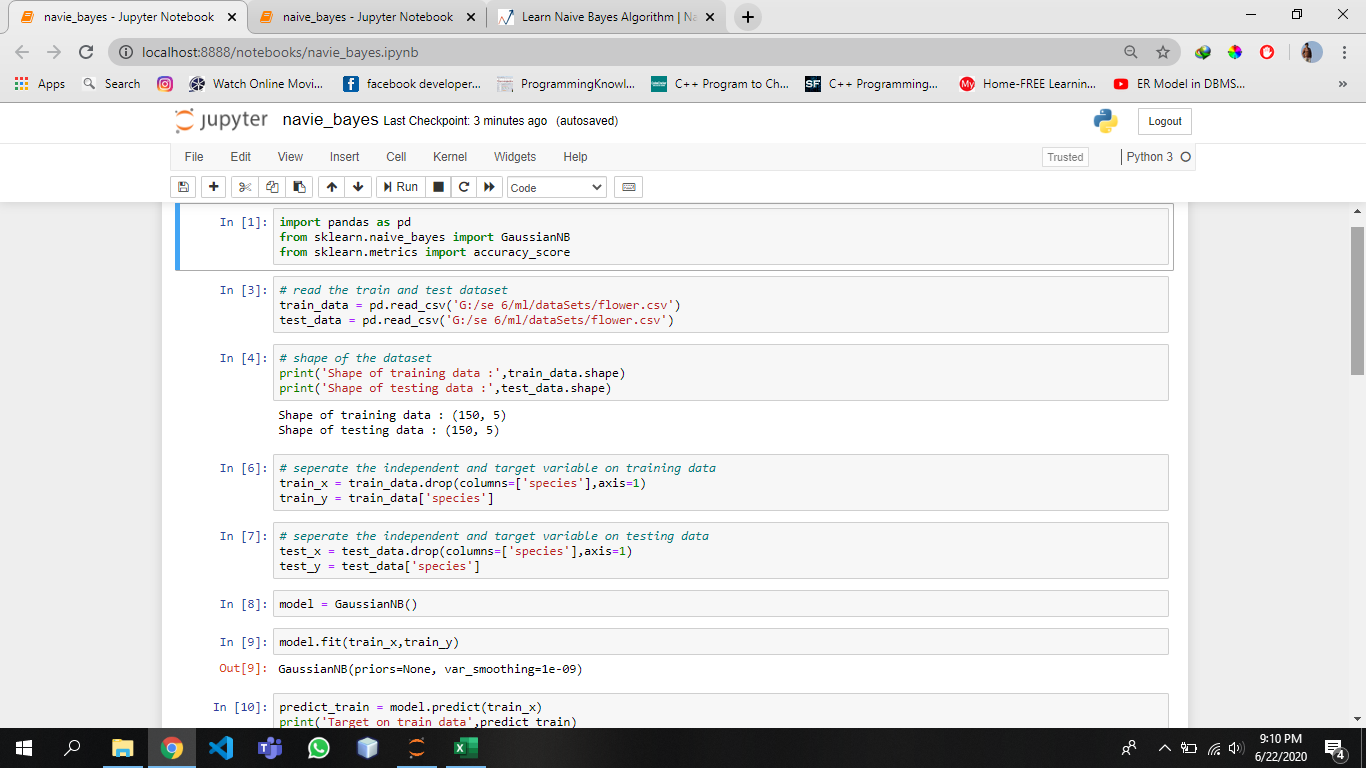 navie_bayes - Jupyter Notebook
naive_bayes - Jupyter Notebook
Learn Naive Bayes Algorithm | Na
localhost:8888/notebooks/navie_bayes.ipynb
Apps Search Watch Online Movi... facebook developer... ProgrammingKnowl... C++ Program to Ch... SF C++ Programming... My Home-FREE Learnin... ER Model in DBMS... »
jupyter navie_bayes Last Checkpoint: 3 minutes ago (autosaved) Logout
File Edit View Insert Cell Kernel Widgets Help Trusted Python 3
Run Code
In [1]: import pandas as pd
from sklearn.naive_bayes import GaussianNB
from sklearn.metrics import accuracy_score
In [3]: # read the train and test dataset
train_data = pd.read_csv('G:/se 6/ml/dataSets/flower.csv')
test_data = pd.read_csv('G:/se 6/ml/dataSets/flower.csv')
In [4]: # shape of the dataset
print('Shape of training data :',train_data.shape)
print('Shape of testing data :',test_data.shape)
Shape of training data : (150, 5)
Shape of testing data : (150, 5)
In [6]: # seperate the independent and target variable on training data
train_x = train_data.drop(columns=['species'],axis=1)
train_y = train_data['species']
In [7]: # seperate the independent and target variable on testing data
test_x = test_data.drop(columns=['species'],axis=1)
test_y = test_data['species']
In [8]: model = GaussianNB()
In [9]: model.fit(train_x,train_y)
Out[9]: GaussianNB(priors=None, var_smoothing=1e-09)
In [10]: predict_train = model.predict(train_x)
print('Target on train data',predict_train)
9:10 PM
6/22/2020
4